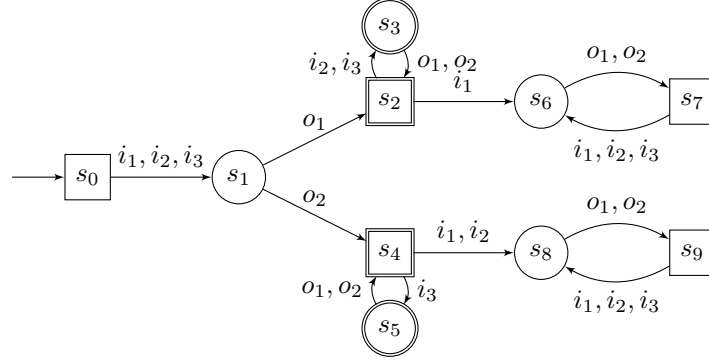 s₃
i₂, i₃
o₁, o₂
s₂
i₁
s₆
o₁, o₂
s₇
i₁, i₂, i₃
o₁
s₀
i₁, i₂, i₃
s₁
o₂
s₄
i₁, i₂
s₈
o₁, o₂
s₉
i₁, i₂, i₃
o₁, o₂
i₃
s₅